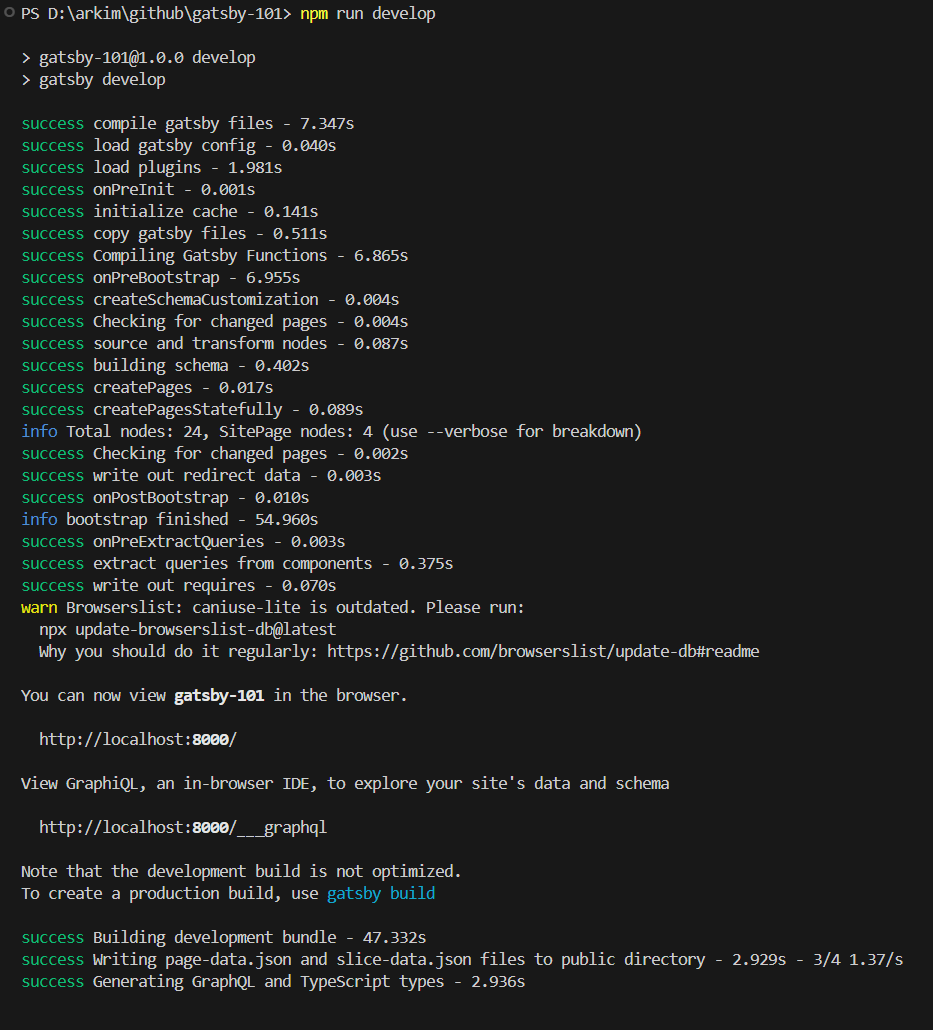 PS D:\arkim\github\gatsby-101> npm run develop
> gatsby-101@1.0.0 develop
> gatsby develop
success compile gatsby files - 7.347s
success load gatsby config - 0.040s
success load plugins - 1.981s
success onPreInit - 0.001s
success initialize cache - 0.141s
success copy gatsby files - 0.511s
success Compiling Gatsby Functions - 6.865s
success onPreBootstrap - 6.955s
success createSchemaCustomization - 0.004s
success Checking for changed pages - 0.004s
success source and transform nodes - 0.087s
success building schema - 0.402s
success createPages - 0.017s
success createPagesStatefully - 0.089s
info Total nodes: 24, SitePage nodes: 4 (use --verbose for breakdown)
success Checking for changed pages - 0.002s
success write out redirect data - 0.003s
success onPostBootstrap - 0.010s
info bootstrap finished - 54.960s
success onPreExtractQueries - 0.003s
success extract queries from components - 0.375s
success write out requires - 0.070s
warn Browserslist: caniuse-lite is outdated. Please run:
npx update-browserslist-db@latest
Why you should do it regularly: https://github.com/browserslist/update-db#readme
You can now view gatsby-101 in the browser.
http://localhost:8000/
View GraphiQL, an in-browser IDE, to explore your site's data and schema
http://localhost:8000/___graphql
Note that the development build is not optimized.
To create a production build, use gatsby build
success Building development bundle - 47.332s
success Writing page-data.json and slice-data.json files to public directory - 2.929s - 3/4 1.37/s
success Generating GraphQL and TypeScript types - 2.936s